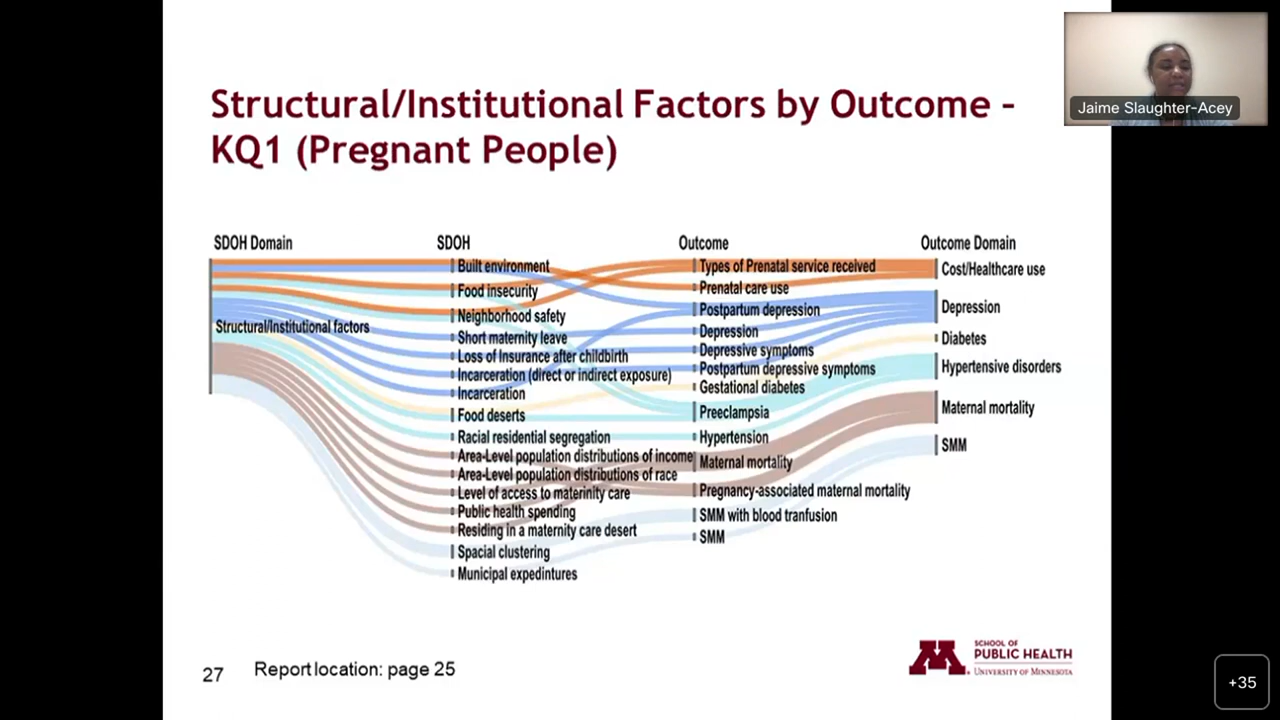 Structural/Institutional Factors by Outcome –
KQ1 (Pregnant People)
Jaime Slaughter-Acey
SDOH Domain
SDOH
Outcome
Outcome Domain
Structural/Institutional factors
Built environment
Food insecurity
Neighborhood safety
Short maternity leave
Loss of Insurance after childbirth
Incarceration (direct or indirect exposure)
Incarceration
Food deserts
Racial residential segregation
Area-Level population distributions of income
Area-Level population distributions of race
Level of access to materinity care
Public health spending
Residing in a maternity care desert
Spacial clustering
Municipal expedintures
Types of Prenatal service received
Prenatal care use
Postpartum depression
Depression
Depressive symptoms
Postpartum depressive symptoms
Gestational diabetes
Preeclampsia
Hypertension
Maternal mortality
Pregnancy-associated maternal mortality
SMM with blood tranfusion
SMM
Cost/Healthcare use
Depression
Diabetes
Hypertensive disorders
Maternal mortality
SMM
27
Report location: page 25
SCHOOL OF
PUBLIC HEALTH
UNIVERSITY OF MINNESOTA
+35